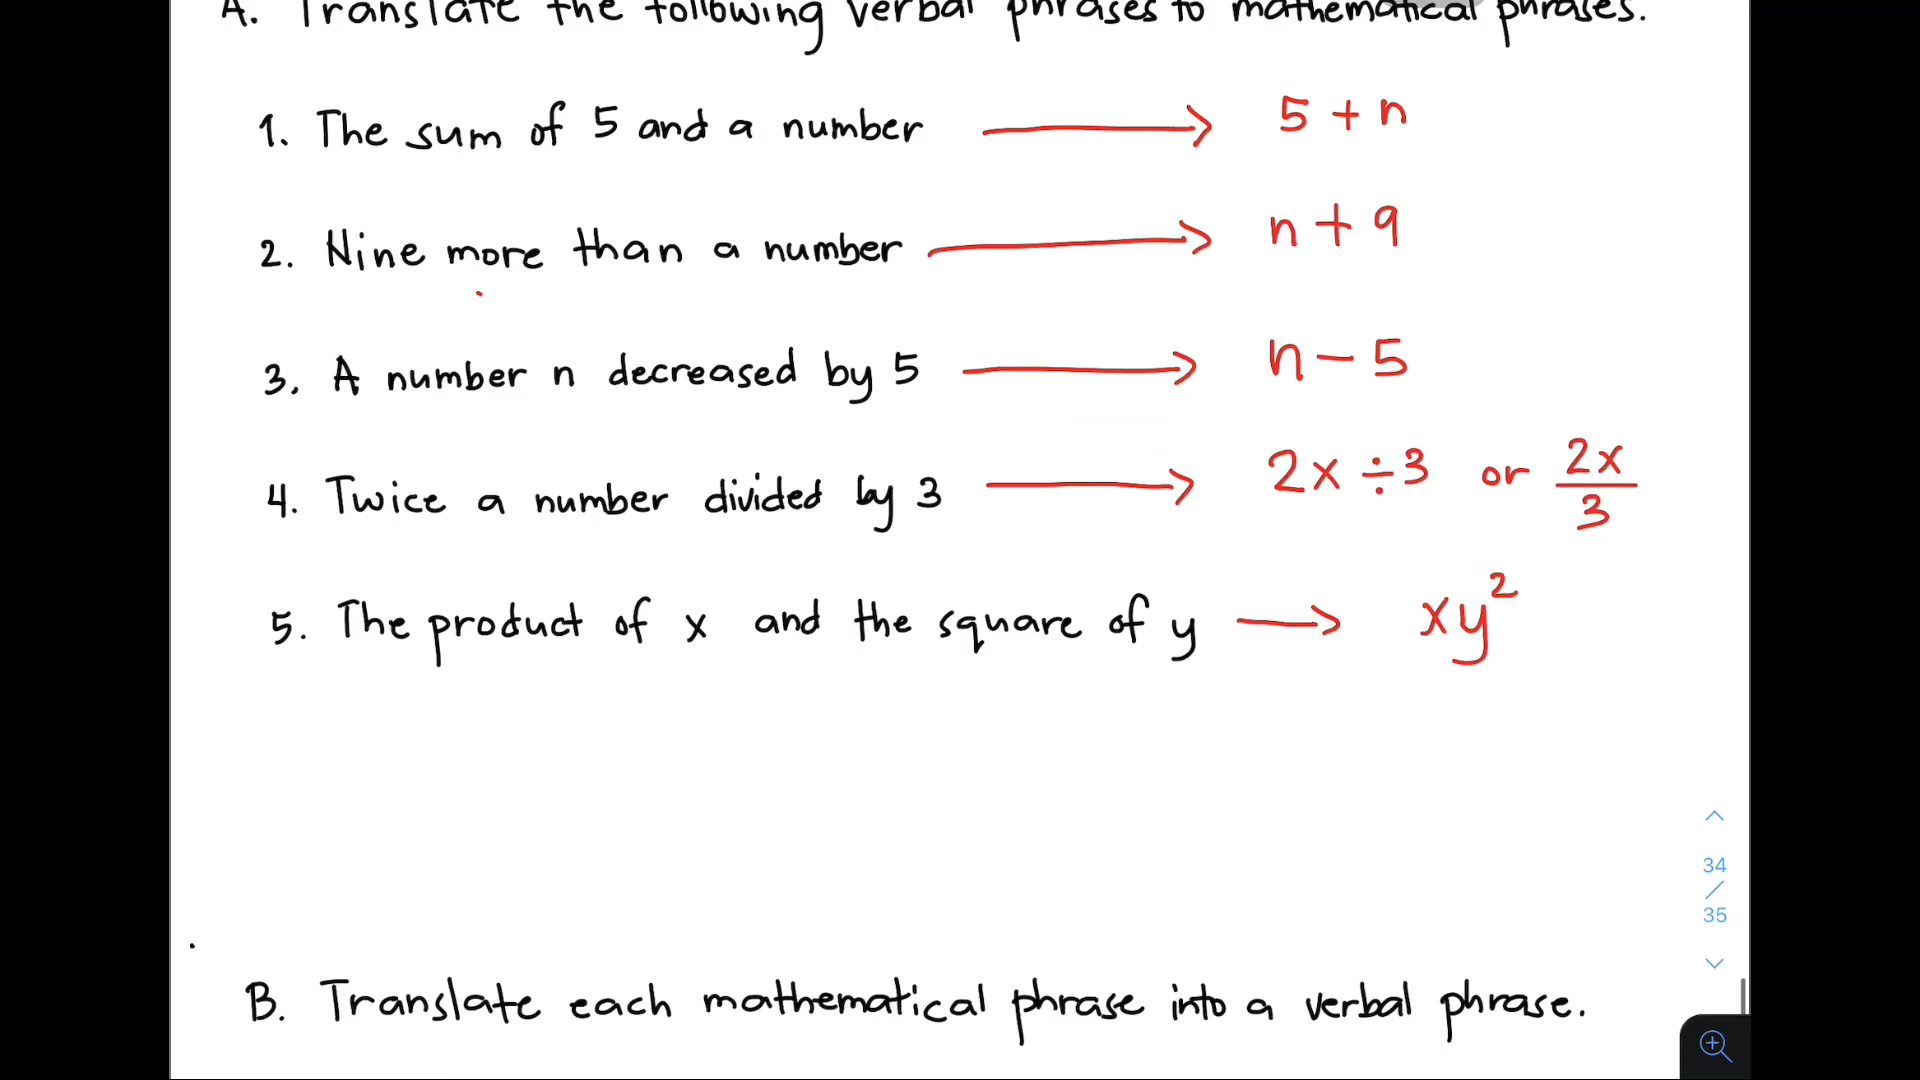 A. Translate the following verbal phrases to mathematical phrases.
1. The sum of 5 and a number → 5 + n
2. Nine more than a number → n + 9
3. A number n decreased by 5 → n - 5
4. Twice a number divided by 3 → 2x ÷ 3 or 2x/3
5. The product of x and the square of y → xy²
34
/
35
B. Translate each mathematical phrase into a verbal phrase.